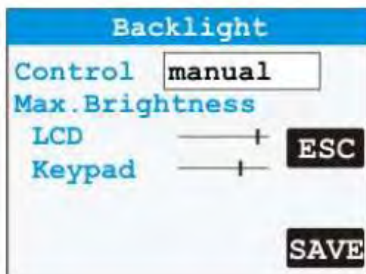 Backlight
Control manual
Max.Brightness
LCD
ESC
Keypad
SAVE